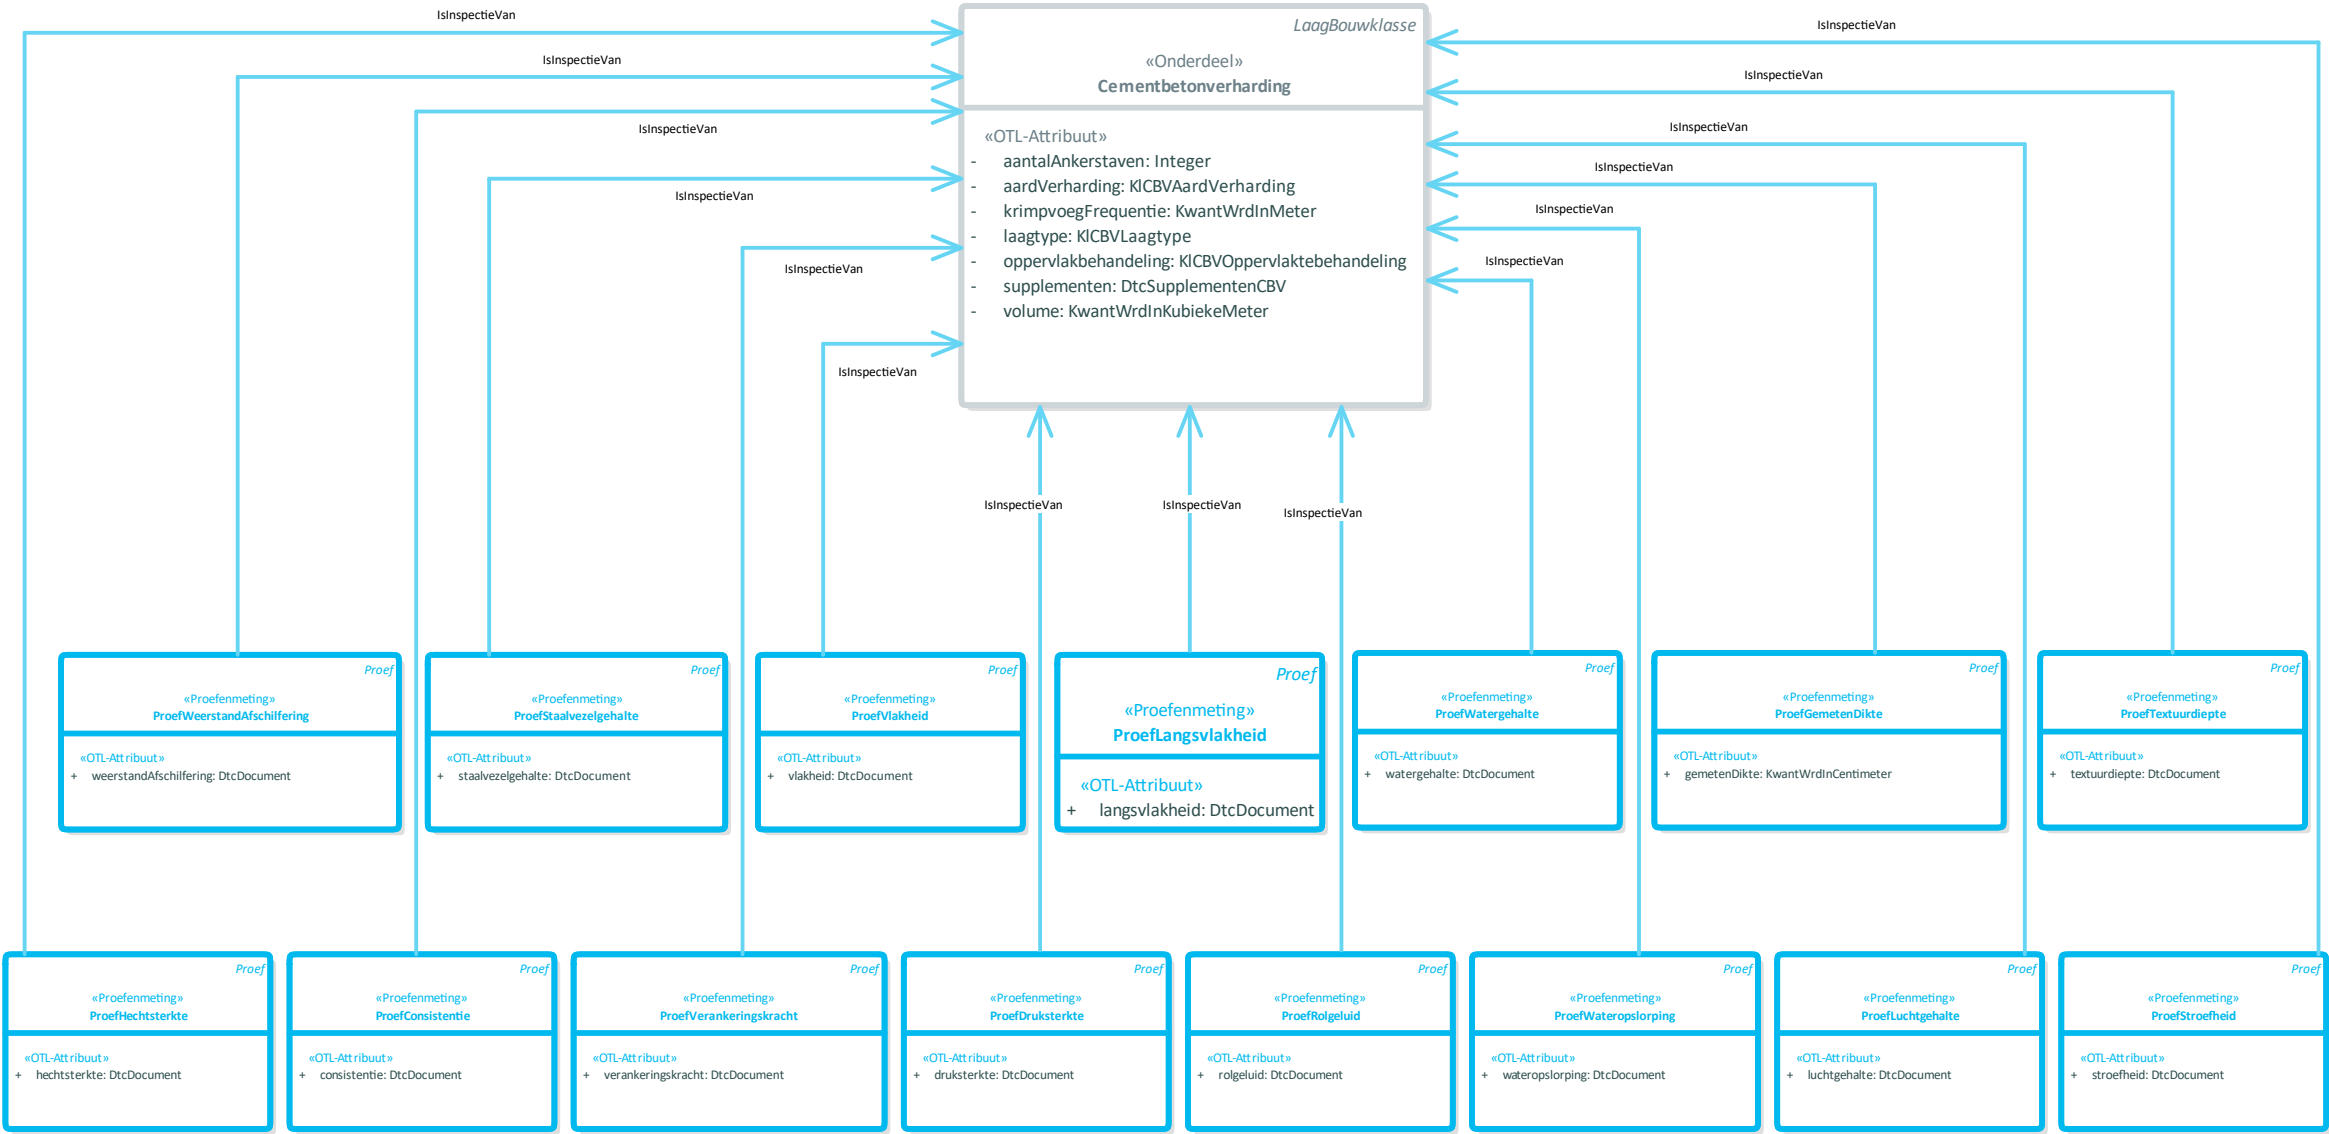 IsInspectieVan
IsInspectieVan
IsInspectieVan
IsInspectieVan
IsInspectieVan
IsInspectieVan
LaagBouwklasse
«Onderdeel»
Cementbetonverharding
«OTL-Attribuut»
- aantalAnkerstaven: Integer
- aardVerharding: KlCBVAardVerharding
- krimpvoegFrequentie: KwantWrdInMeter
- laagtype: KlCBVLaagtype
- oppervlakbehandeling: KlCBVOppervlaktebehandeling
- supplementen: DtcSupplementenCBV
- volume: KwantWrdInKubiekeMeter
IsInspectieVan
IsInspectieVan
IsInspectieVan
IsInspectieVan
IsInspectieVan
IsInspectieVan
IsInspectieVan
IsInspectieVan
IsInspectieVan
Proef
«Proefenmeting»
ProefWeerstandAfschilfering
«OTL-Attribuut»
+ weerstandAfschilfering: DtcDocument
Proef
«Proefenmeting»
ProefStaalvezelgehalte
«OTL-Attribuut»
+ staalvezelgehalte: DtcDocument
Proef
«Proefenmeting»
ProefVlakheid
«OTL-Attribuut»
+ vlakheid: DtcDocument
Proef
«Proefenmeting»
ProefLangsvlakheid
«OTL-Attribuut»
+ langsvlakheid: DtcDocument
Proef
«Proefenmeting»
ProefWatergehalte
«OTL-Attribuut»
+ watergehalte: DtcDocument
Proef
«Proefenmeting»
ProefGemetenDikte
«OTL-Attribuut»
+ gemetenDikte: KwantWrdInCentimeter
Proef
«Proefenmeting»
ProefTextuurdiepte
«OTL-Attribuut»
+ textuurdiepte: DtcDocument
Proef
«Proefenmeting»
ProefHechtsterkte
«OTL-Attribuut»
+ hechtsterkte: DtcDocument
Proef
«Proefenmeting»
ProefConsistentie
«OTL-Attribuut»
+ consistentie: DtcDocument
Proef
«Proefenmeting»
ProefVerankeringskracht
«OTL-Attribuut»
+ verankeringskracht: DtcDocument
Proef
«Proefenmeting»
ProefDruksterkte
«OTL-Attribuut»
+ druksterkte: DtcDocument
Proef
«Proefenmeting»
ProefRolgeluid
«OTL-Attribuut»
+ rolgeluid: DtcDocument
Proef
«Proefenmeting»
ProefWateropslorping
«OTL-Attribuut»
+ wateropslorping: DtcDocument
Proef
«Proefenmeting»
ProefLuchtgehalte
«OTL-Attribuut»
+ luchtgehalte: DtcDocument
Proef
«Proefenmeting»
ProefStroefheid
«OTL-Attribuut»
+ stroefheid: DtcDocument